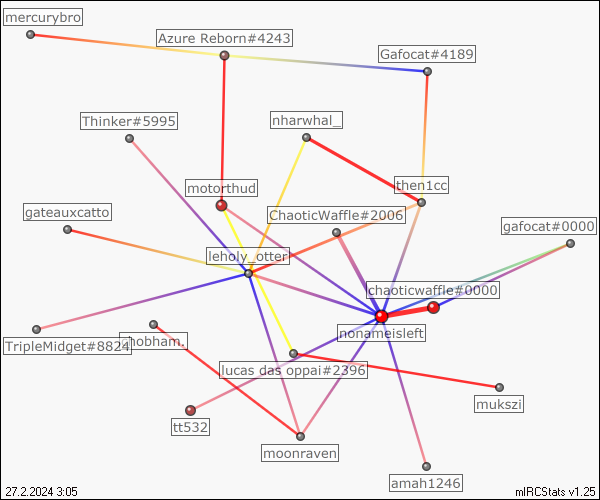 mercurybro
Azure Reborn#4243
Gafocat#4189
Thinker#5995
nharwhal_
motorthud
then1cc
gateauxcatto
ChaoticWaffle#2006
gafocat#0000
leholy_otter
chaoticwaffle#0000
nonameisleft
TripleMidget#8824
hobham.
lucas das oppai#2396
mukszi
tt532
moonraven
amah1246
27.2.2024 3:05
mIRCStats v1.25